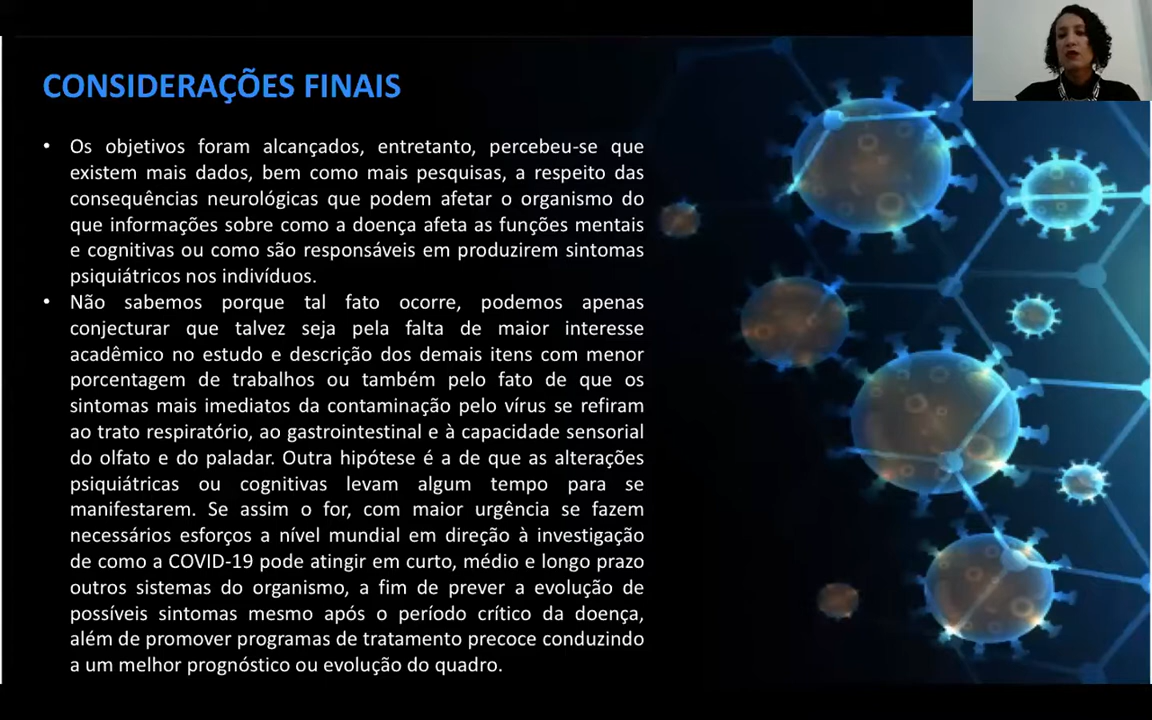 CONSIDERAÇÕES FINAIS
• Os objetivos foram alcançados, entretanto, percebeu-se que
existem mais dados, bem como mais pesquisas, a respeito das
consequências neurológicas que podem afetar o organismo do
que informações sobre como a doença afeta as funções mentais
e cognitivas ou como são responsáveis em produzirem sintomas
psiquiátricos nos indivíduos.
• Não sabemos porque tal fato ocorre, podemos apenas
conjecturar que talvez seja pela falta de maior interesse
acadêmico no estudo e descrição dos demais itens com menor
porcentagem de trabalhos ou também pelo fato de que os
sintomas mais imediatos da contaminação pelo vírus se refiram
ao trato respiratório, ao gastrointestinal e à capacidade sensorial
do olfato e do paladar. Outra hipótese é a de que as alterações
psiquiátricas ou cognitivas levam algum tempo para se
manifestarem. Se assim o for, com maior urgência se fazem
necessários esforços a nível mundial em direção à investigação
de como a COVID-19 pode atingir em curto, médio e longo prazo
outros sistemas do organismo, a fim de prever a evolução de
possíveis sintomas mesmo após o período crítico da doença,
além de promover programas de tratamento precoce conduzindo
a um melhor prognóstico ou evolução do quadro.